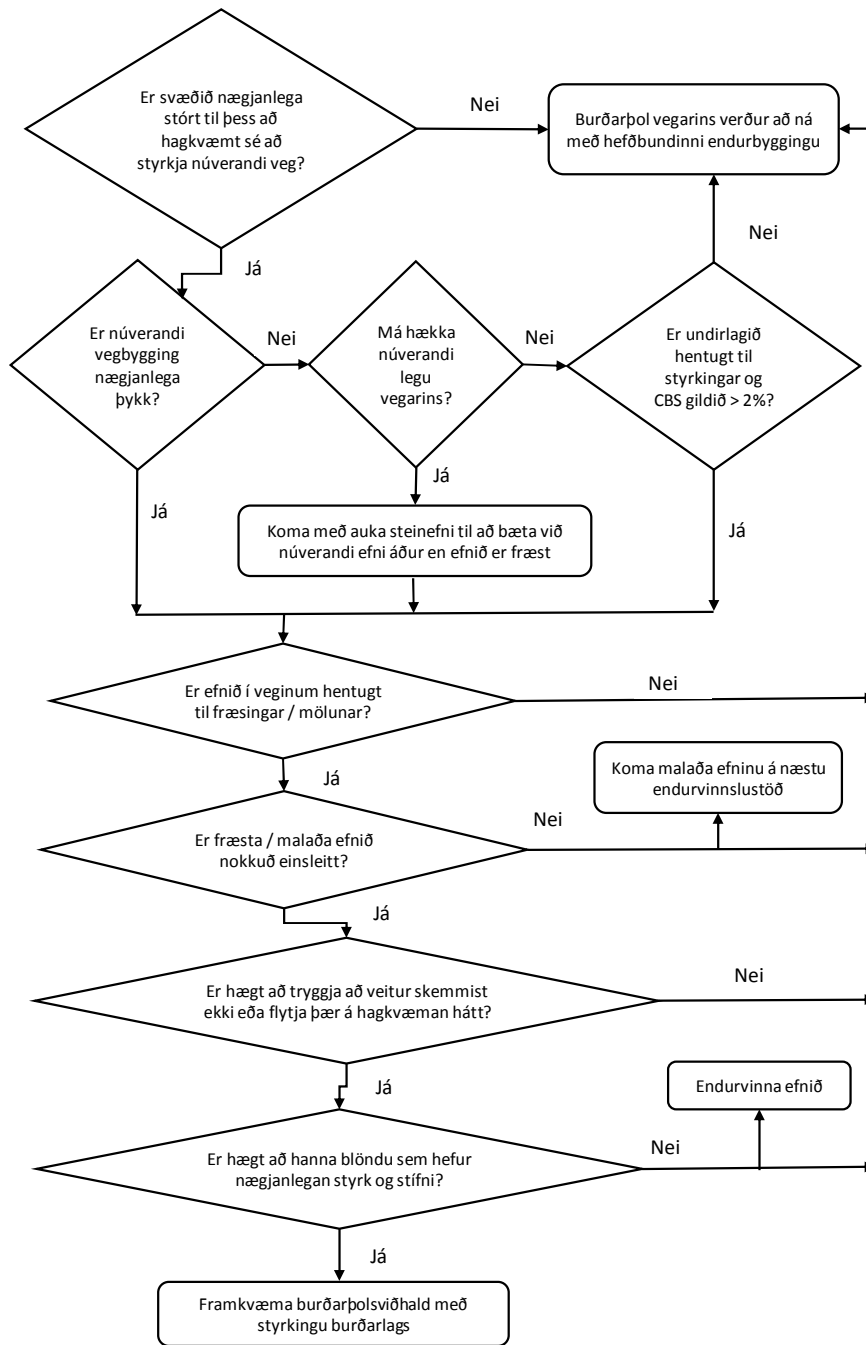 Er svæðið nægjanlega
stórt til þess að
hagkvæmt sé að
styrkja núverandi veg?
Nei
Burðarþol vegarins verður að ná
með hefðbundinni endurbyggingu
Já
Nei
Er núverandi
vegbygging
nægjanlega
þykk?
Nei
Má hækka
núverandi
legu
vegarins?
Nei
Er undirlagið
hentugt til
styrkingar og
CBS gildið > 2%?
Já
Já
Já
Koma með auka steinefni til að bæta við
núverandi efni áður en efnið er fræst
Er efnið í veginum hentugt
til fræsingar / mölunar?
Nei
Já
Koma malaða efninu á næstu
endurvinnslustöð
Er fræsta / malaða efnið
nokkuð einsleitt?
Nei
Já
Er hægt að tryggja að veitur skemmist
ekki eða flytja þær á hagkvæman hátt?
Nei
Já
Endurvinna efnið
Er hægt að hanna blöndu sem hefur
nægjanlegan styrk og stífni?
Nei
Já
Framkvæma burðarþolsviðhald með
styrkingu burðarlags